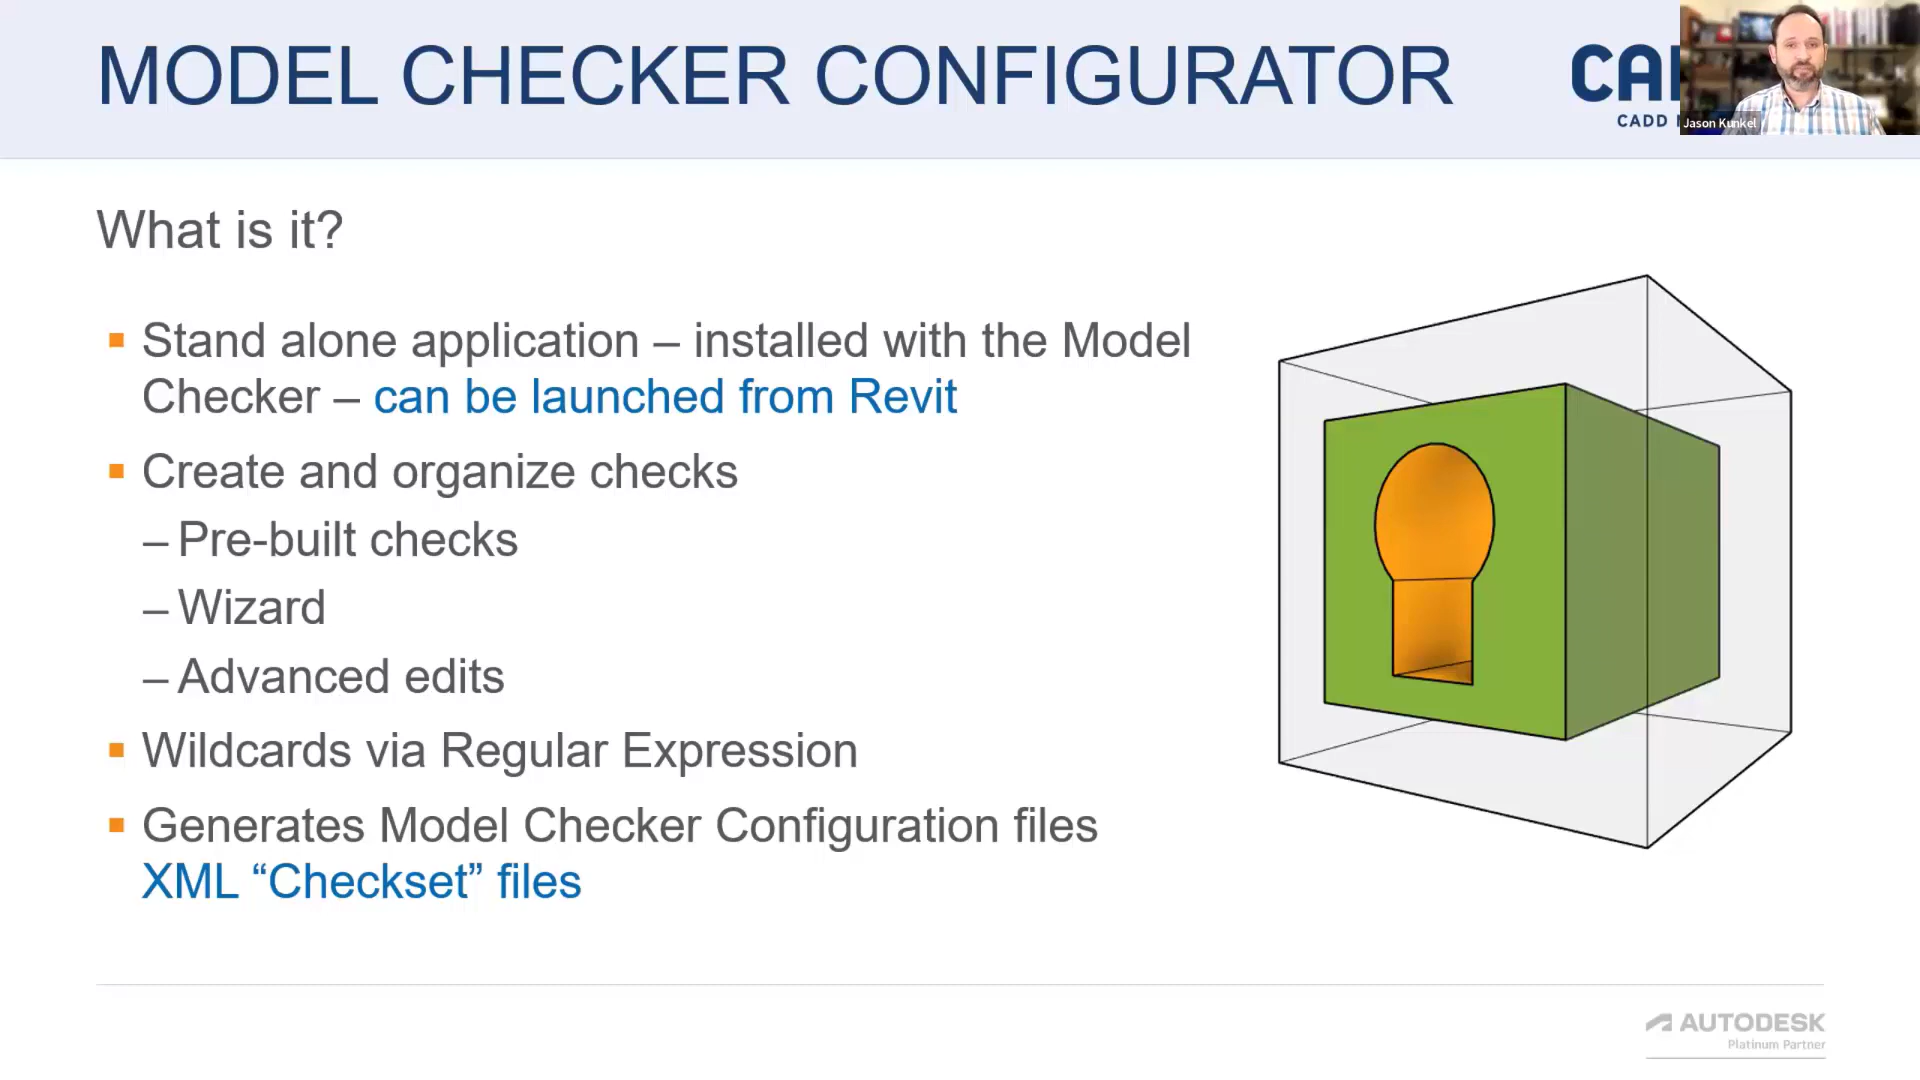 MODEL CHECKER CONFIGURATOR
CA
CADD
Jason Kunkel
What is it?
Stand alone application – installed with the Model
Checker – can be launched from Revit
Create and organize checks
– Pre-built checks
– Wizard
– Advanced edits
Wildcards via Regular Expression
Generates Model Checker Configuration files
XML “Checkset” files
AUTODESK
Platinum Partner